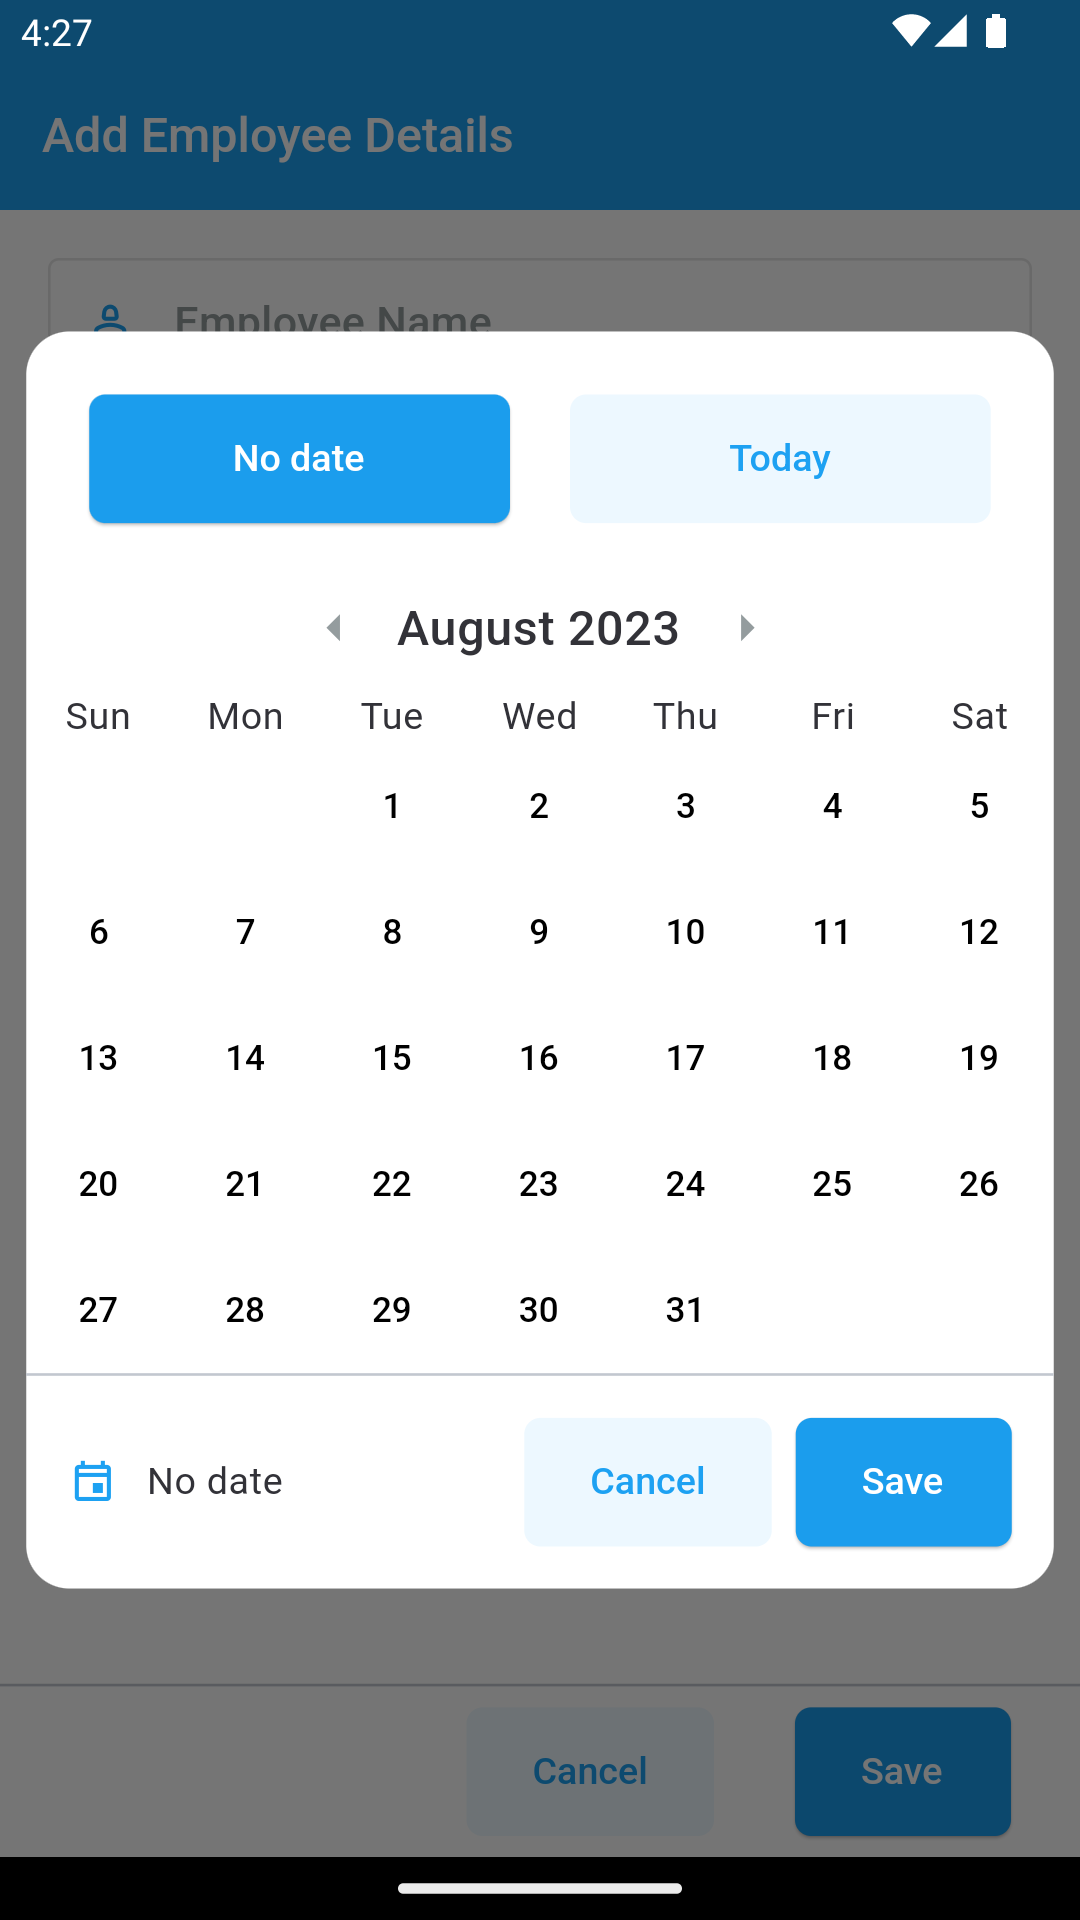 4:27
Add Employee Details
Employee Name
No date Today
August 2023
Sun Mon Tue Wed Thu Fri Sat
1 2 3 4 5
6 7 8 9 10 11 12
13 14 15 16 17 18 19
20 21 22 23 24 25 26
27 28 29 30 31
No date Cancel Save
Cancel Save